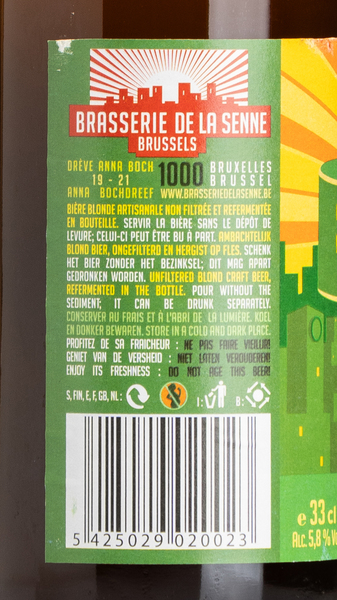 BRASSERIE DE LA SENNE
BRUSSELS
DRÈVE ANNA BOCH 1000 BRUXELLES
19 - 21 BRUSSEL
ANNA BOCHDREEF WWW.BRASSERIEDELASENNE.BE
BIÈRE BLONDE ARTISANALE NON FILTRÉE ET REFERMENTÉE
EN BOUTEILLE. SERVIR LA BIÈRE SANS LE DÉPÔT DE
LEVURE; CELUI-CI PEUT ÊTRE BU À PART. AMBACHTELIJK
BLOND BIER, ONGEFILTERD EN HERGIST OP FLES. SCHENK
HET BIER ZONDER HET BEZINKSEL; DIT MAG APART
GEDRONKEN WORDEN. UNFILTERED BLOND CRAFT BEER,
REFERMENTED IN THE BOTTLE. POUR WITHOUT THE
SEDIMENT; IT CAN BE DRUNK SEPARATELY.
CONSERVER AU FRAIS ET À L'ABRI DE LA LUMIÈRE. KOEL
EN DONKER BEWAREN. STORE IN A COLD AND DARK PLACE.
PROFITEZ DE SA FRAICHEUR : NE PAS FAIRE VIEILLIR!
GENIET VAN DE VERSHEID : NIET LATEN VEROUDEREN!
ENJOY ITS FRESHNESS : DO NOT AGE THIS BEER!
S, FIN, E, F, GB, NL : I: B:
5 425029 020023
e 33 cl
ALC. 5,8 %